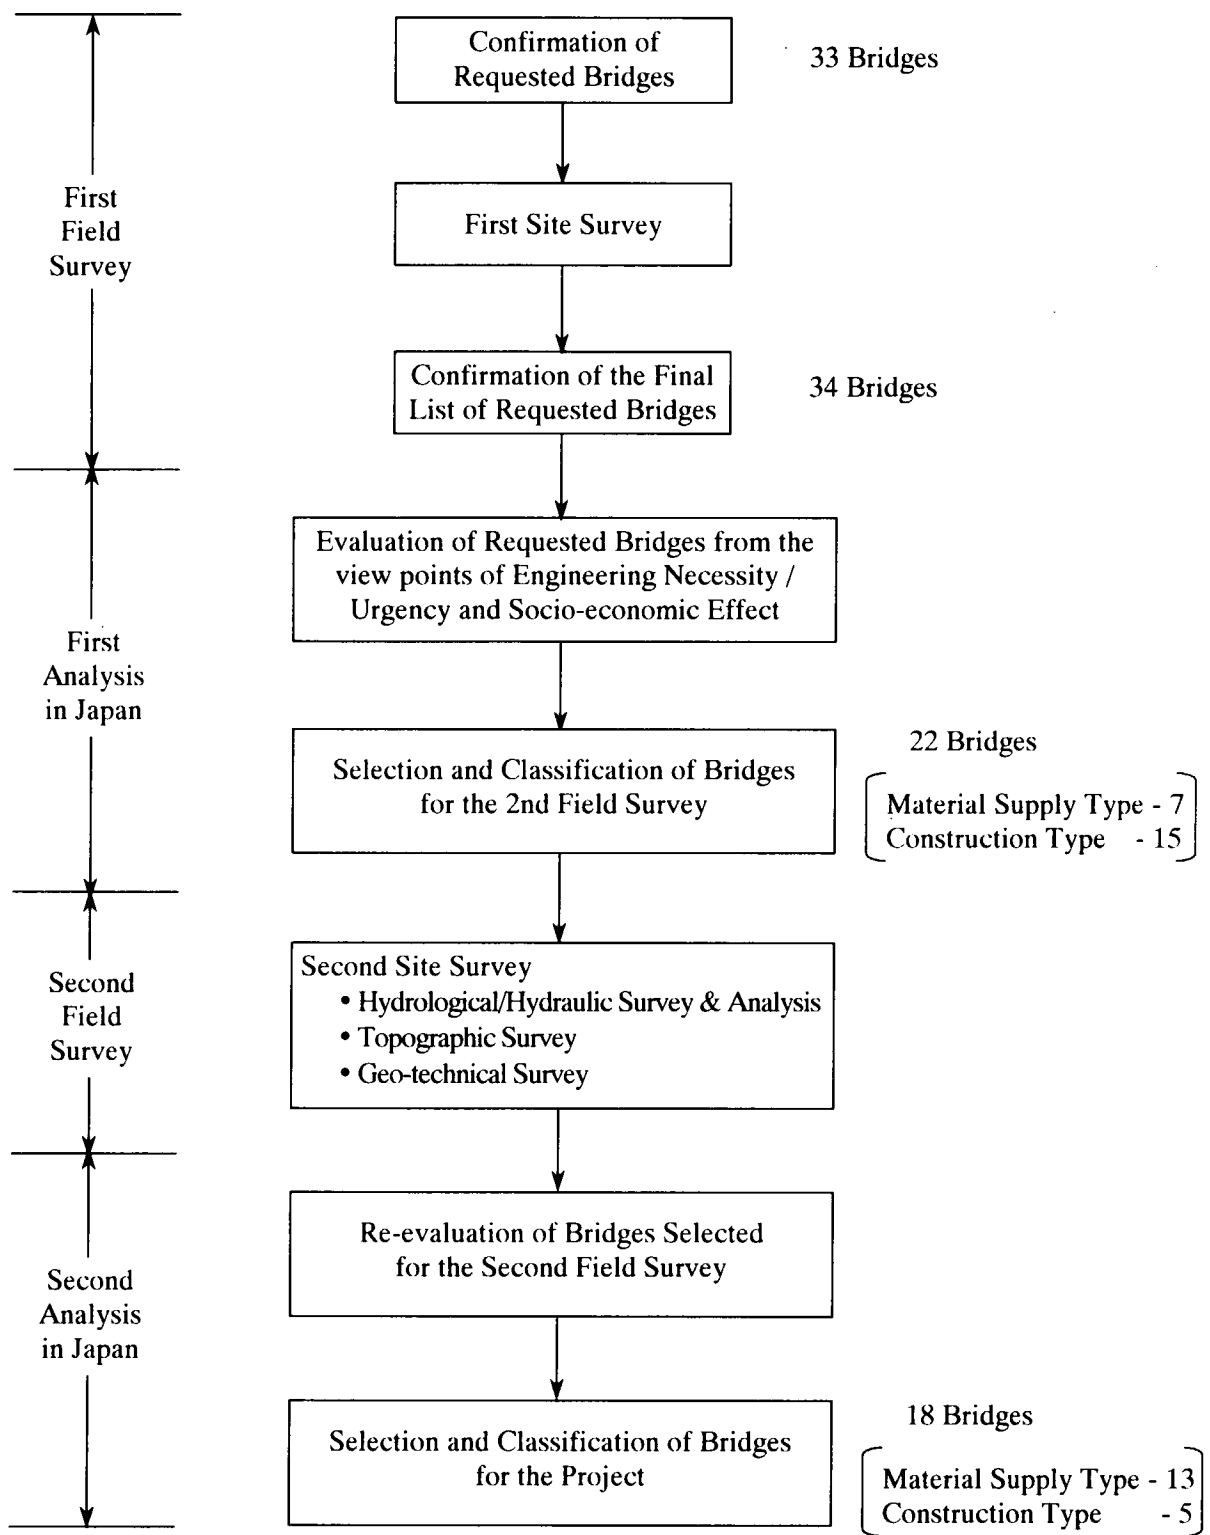 Confirmation of
Requested Bridges
33 Bridges
First
Field
Survey
First Site Survey
Confirmation of the Final
List of Requested Bridges
34 Bridges
Evaluation of Requested Bridges from the
view points of Engineering Necessity /
Urgency and Socio-economic Effect
First
Analysis
in Japan
Selection and Classification of Bridges
for the 2nd Field Survey
22 Bridges
Material Supply Type - 7
Construction Type - 15
Second
Field
Survey
Second Site Survey
• Hydrological/Hydraulic Survey & Analysis
• Topographic Survey
• Geo-technical Survey
Re-evaluation of Bridges Selected
for the Second Field Survey
Second
Analysis
in Japan
Selection and Classification of Bridges
for the Project
18 Bridges
Material Supply Type - 13
Construction Type - 5